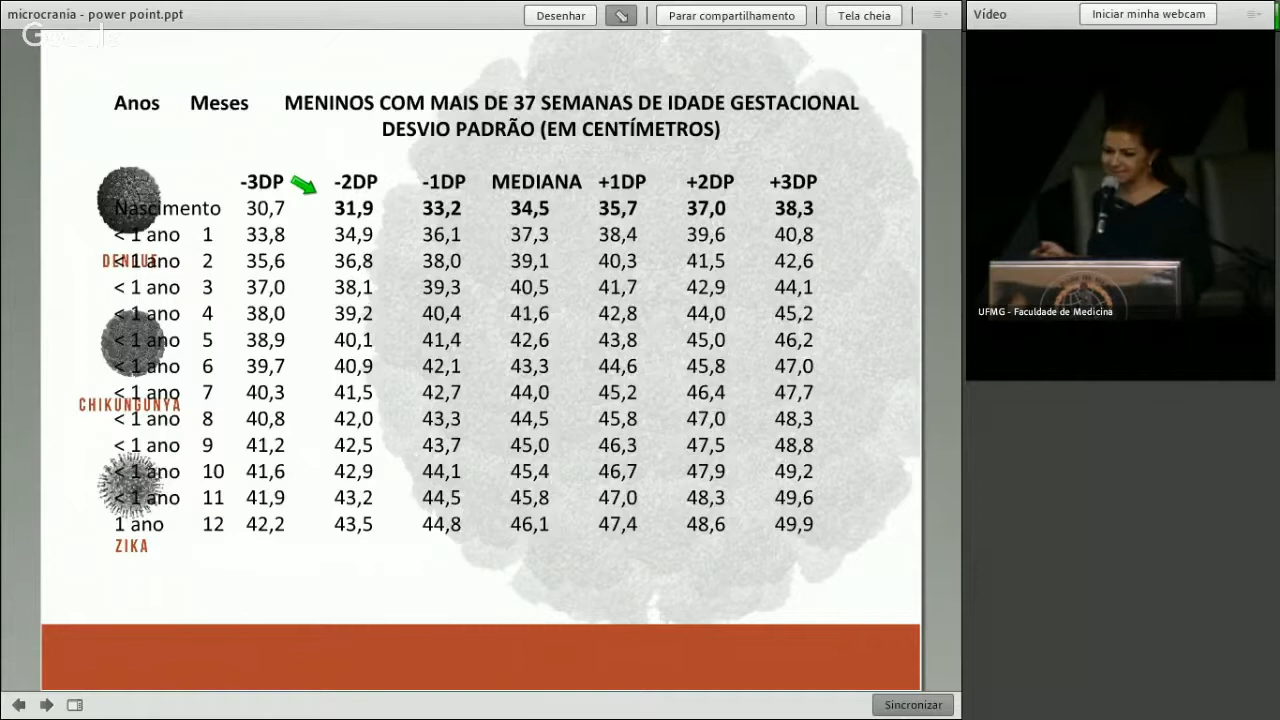 microcrania - power point.ppt
Desenhar
Parar compartilhamento
Tela cheia
Vídeo
Iniciar minha webcam
Google
Anos Meses MENINOS COM MAIS DE 37 SEMANAS DE IDADE GESTACIONAL
DESVIO PADRÃO (EM CENTÍMETROS)
-3DP -2DP -1DP MEDIANA +1DP +2DP +3DP
Nascimento 30,7 31,9 33,2 34,5 35,7 37,0 38,3
< 1 ano 1 33,8 34,9 36,1 37,3 38,4 39,6 40,8
DENGUE
< 1 ano 2 35,6 36,8 38,0 39,1 40,3 41,5 42,6
< 1 ano 3 37,0 38,1 39,3 40,5 41,7 42,9 44,1
< 1 ano 4 38,0 39,2 40,4 41,6 42,8 44,0 45,2
< 1 ano 5 38,9 40,1 41,4 42,6 43,8 45,0 46,2
< 1 ano 6 39,7 40,9 42,1 43,3 44,6 45,8 47,0
< 1 ano 7 40,3 41,5 42,7 44,0 45,2 46,4 47,7
CHIKUNGUNYA
< 1 ano 8 40,8 42,0 43,3 44,5 45,8 47,0 48,3
< 1 ano 9 41,2 42,5 43,7 45,0 46,3 47,5 48,8
< 1 ano 10 41,6 42,9 44,1 45,4 46,7 47,9 49,2
< 1 ano 11 41,9 43,2 44,5 45,8 47,0 48,3 49,6
1 ano 12 42,2 43,5 44,8 46,1 47,4 48,6 49,9
ZIKA
UFMG - Faculdade de Medicina
Sincronizar